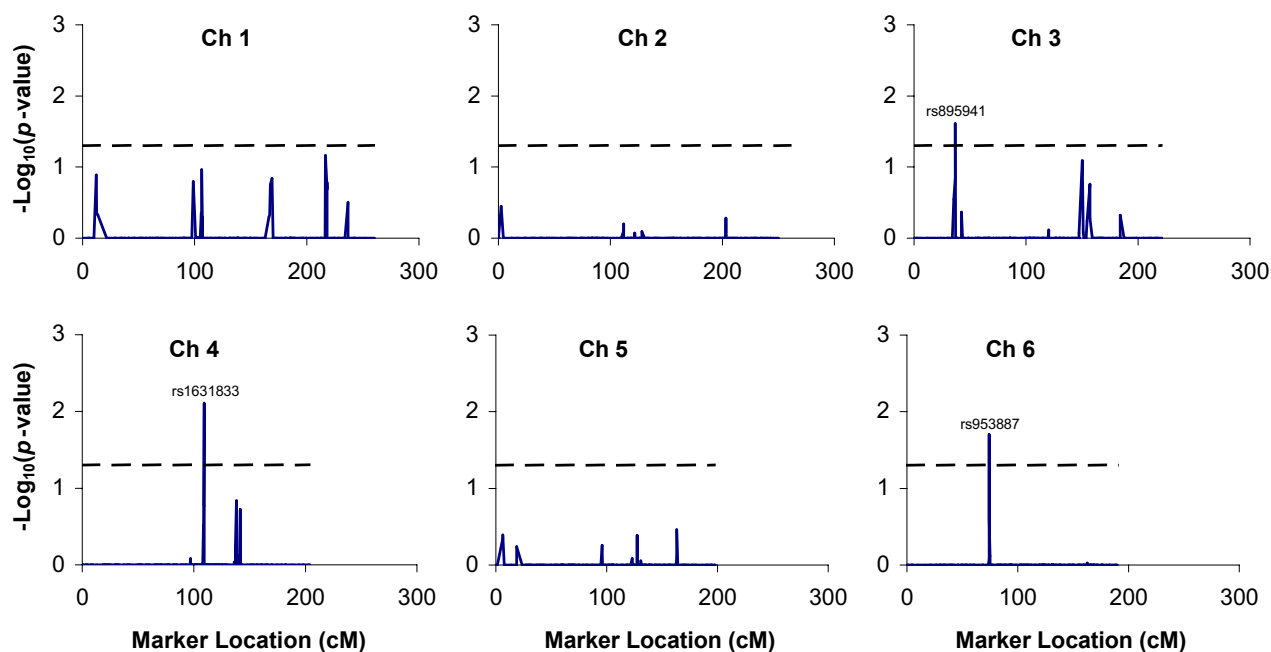 Ch 1
Ch 2
Ch 3
-Log10(p-value)
3
2
1
0
3
2
1
0
3
2
1
0
rs895941
0 100 200 300
0 100 200 300
0 100 200 300
Ch 4
Ch 5
Ch 6
-Log10(p-value)
3
2
1
0
3
2
1
0
3
2
1
0
rs1631833
rs953887
0 100 200 300
0 100 200 300
0 100 200 300
Marker Location (cM)
Marker Location (cM)
Marker Location (cM)